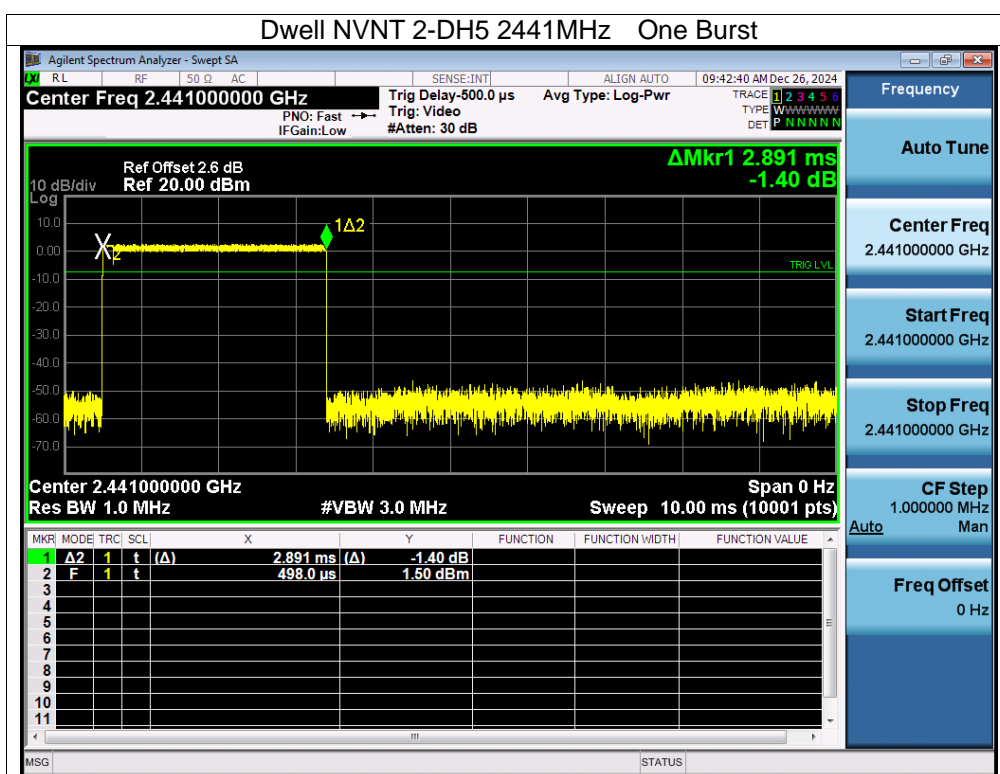 Dwell NVNT 2-DH5 2441MHz One Burst
Agilent Spectrum Analyzer - Swept SA
LXI RL RF 50 Ω AC SENSE:INT ALIGN AUTO 09:42:40 AM Dec 26, 2024
Center Freq 2.441000000 GHz Trig Delay-500.0 µs Avg Type: Log-Pwr TRACE 1 2 3 4 5 6
PNO: Fast Trig: Video TYPE WWWWWW
IFGain:Low #Atten: 30 dB DET P N N N N N
ΔMkr1 2.891 ms
-1.40 dB
Ref Offset 2.6 dB
10 dB/div Ref 20.00 dBm
Log
10.0
0.00
-10.0
-20.0
-30.0
-40.0
-50.0
-60.0
-70.0
1Δ2
X2
TRIG LVL
Center 2.441000000 GHz Span 0 Hz
Res BW 1.0 MHz #VBW 3.0 MHz Sweep 10.00 ms (10001 pts)
MKR MODE TRC SCL X Y FUNCTION FUNCTION WIDTH FUNCTION VALUE
1 Δ2 1 t (Δ) 2.891 ms (Δ) -1.40 dB
2 F 1 t 498.0 µs 1.50 dBm
3
4
5
6
7
8
9
10
11
MSG STATUS
Frequency
Auto Tune
Center Freq
2.441000000 GHz
Start Freq
2.441000000 GHz
Stop Freq
2.441000000 GHz
CF Step
1.000000 MHz
Auto Man
Freq Offset
0 Hz